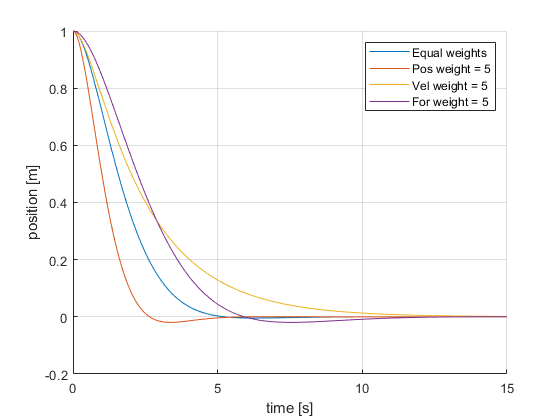 1
0.8
0.6
0.4
0.2
0
-0.2
position [m]
Equal weights
Pos weight = 5
Vel weight = 5
For weight = 5
0 5 10 15
time [s]